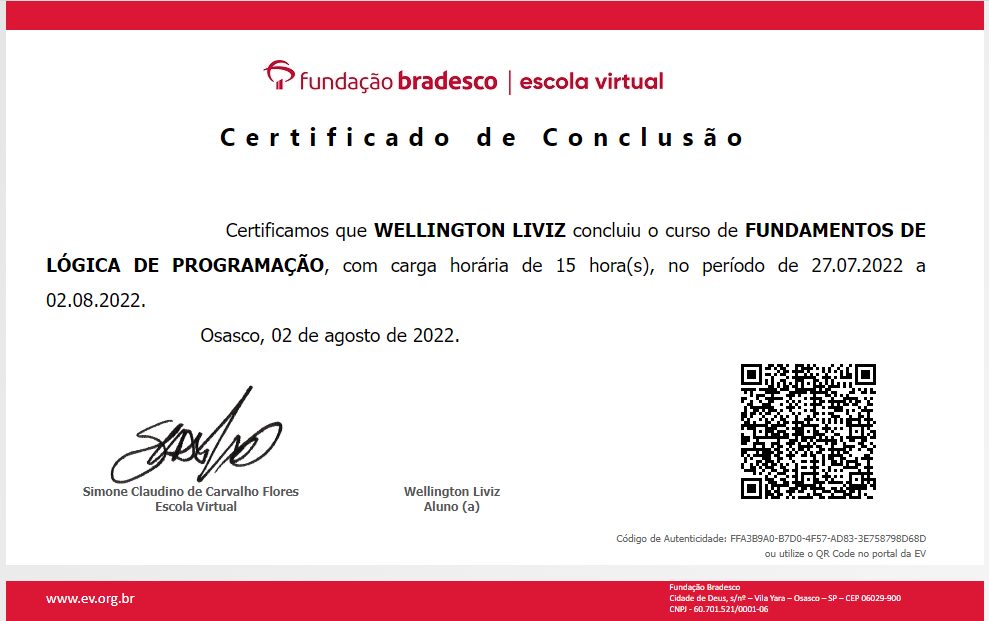 fundação bradesco | escola virtual
Certificado de Conclusão
Certificamos que WELLINGTON LIVIZ concluiu o curso de FUNDAMENTOS DE
LÓGICA DE PROGRAMAÇÃO, com carga horária de 15 hora(s), no período de 27.07.2022 a
02.08.2022.
Osasco, 02 de agosto de 2022.
Simone Claudino de Carvalho Flores
Escola Virtual
Wellington Liviz
Aluno (a)
Código de Autenticidade: FFA3B9A0-B7D0-4F57-AD83-3E758798D68D
ou utilize o QR Code no portal da EV
www.ev.org.br
Fundação Bradesco
Cidade de Deus, s/nº – Vila Yara – Osasco – SP – CEP 06029-900
CNPJ - 60.701.521/0001-06